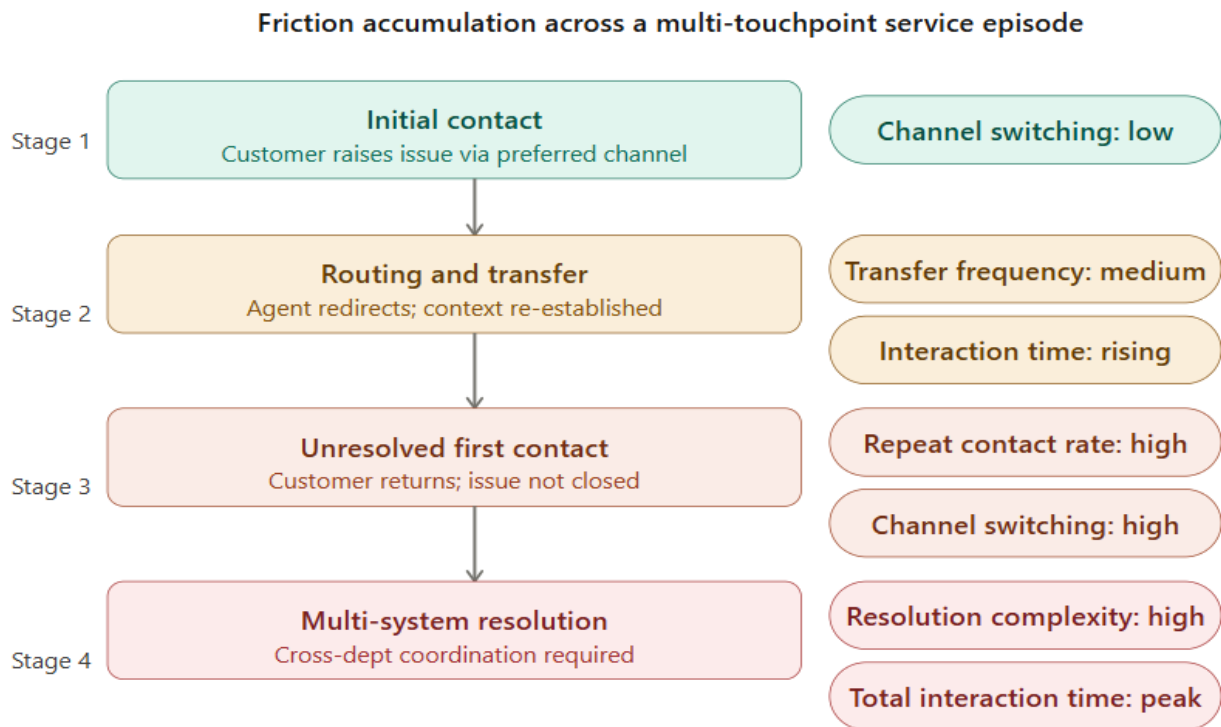 Friction accumulation across a multi-touchpoint service episode
Stage 1
Initial contact
Customer raises issue via preferred channel
Channel switching: low
Stage 2
Routing and transfer
Agent redirects; context re-established
Transfer frequency: medium
Interaction time: rising
Stage 3
Unresolved first contact
Customer returns; issue not closed
Repeat contact rate: high
Channel switching: high
Stage 4
Multi-system resolution
Cross-dept coordination required
Resolution complexity: high
Total interaction time: peak